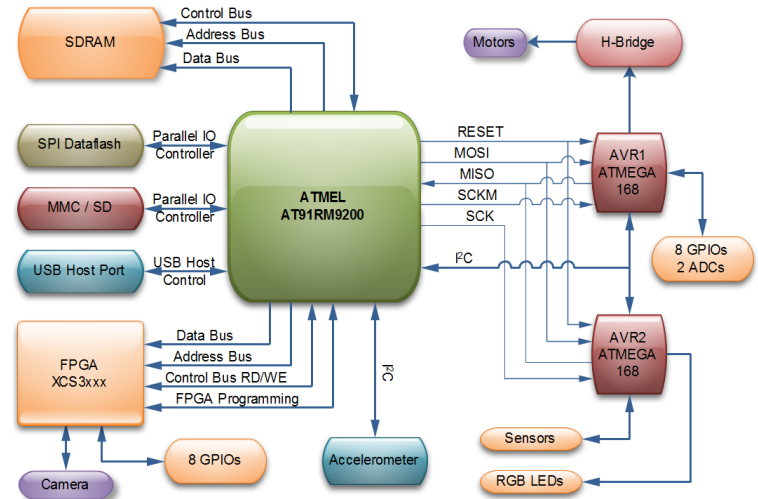 Control Bus
SDRAM
Address Bus
Data Bus
Motors
H-Bridge
SPI Dataflash
Parallel IO
Controller
MMC / SD
Parallel IO
Controller
USB Host Port
USB Host
Control
ATMEL
AT91RM9200
RESET
MOSI
MISO
SCKM
SCK
I²C
AVR1
ATMEGA
168
8 GPIOs
2 ADCs
AVR2
ATMEGA
168
FPGA
XCS3xxx
Data Bus
Address Bus
Control Bus RD/WE
FPGA Programming
I²C
Camera
8 GPIOs
Accelerometer
Sensors
RGB LEDs